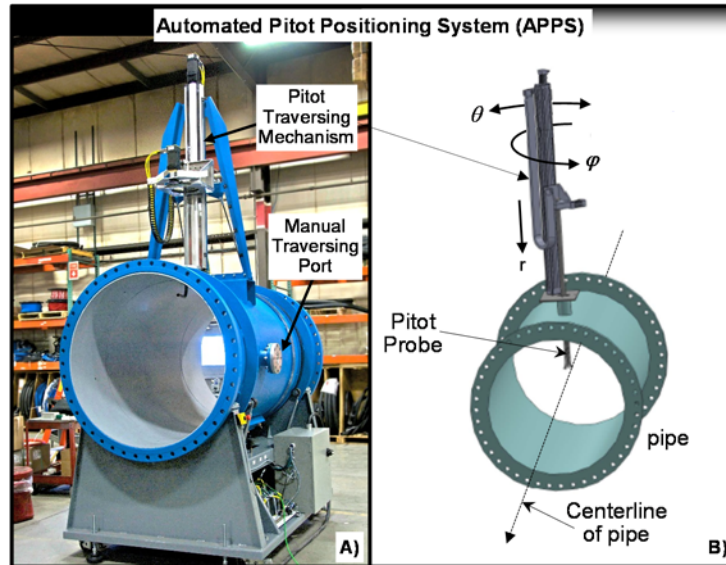 Automated Pitot Positioning System (APPS)
Pitot
Traversing
Mechanism
Manual
Traversing
Port
A)
θ
φ
r
Pitot
Probe
pipe
Centerline
of pipe
B)